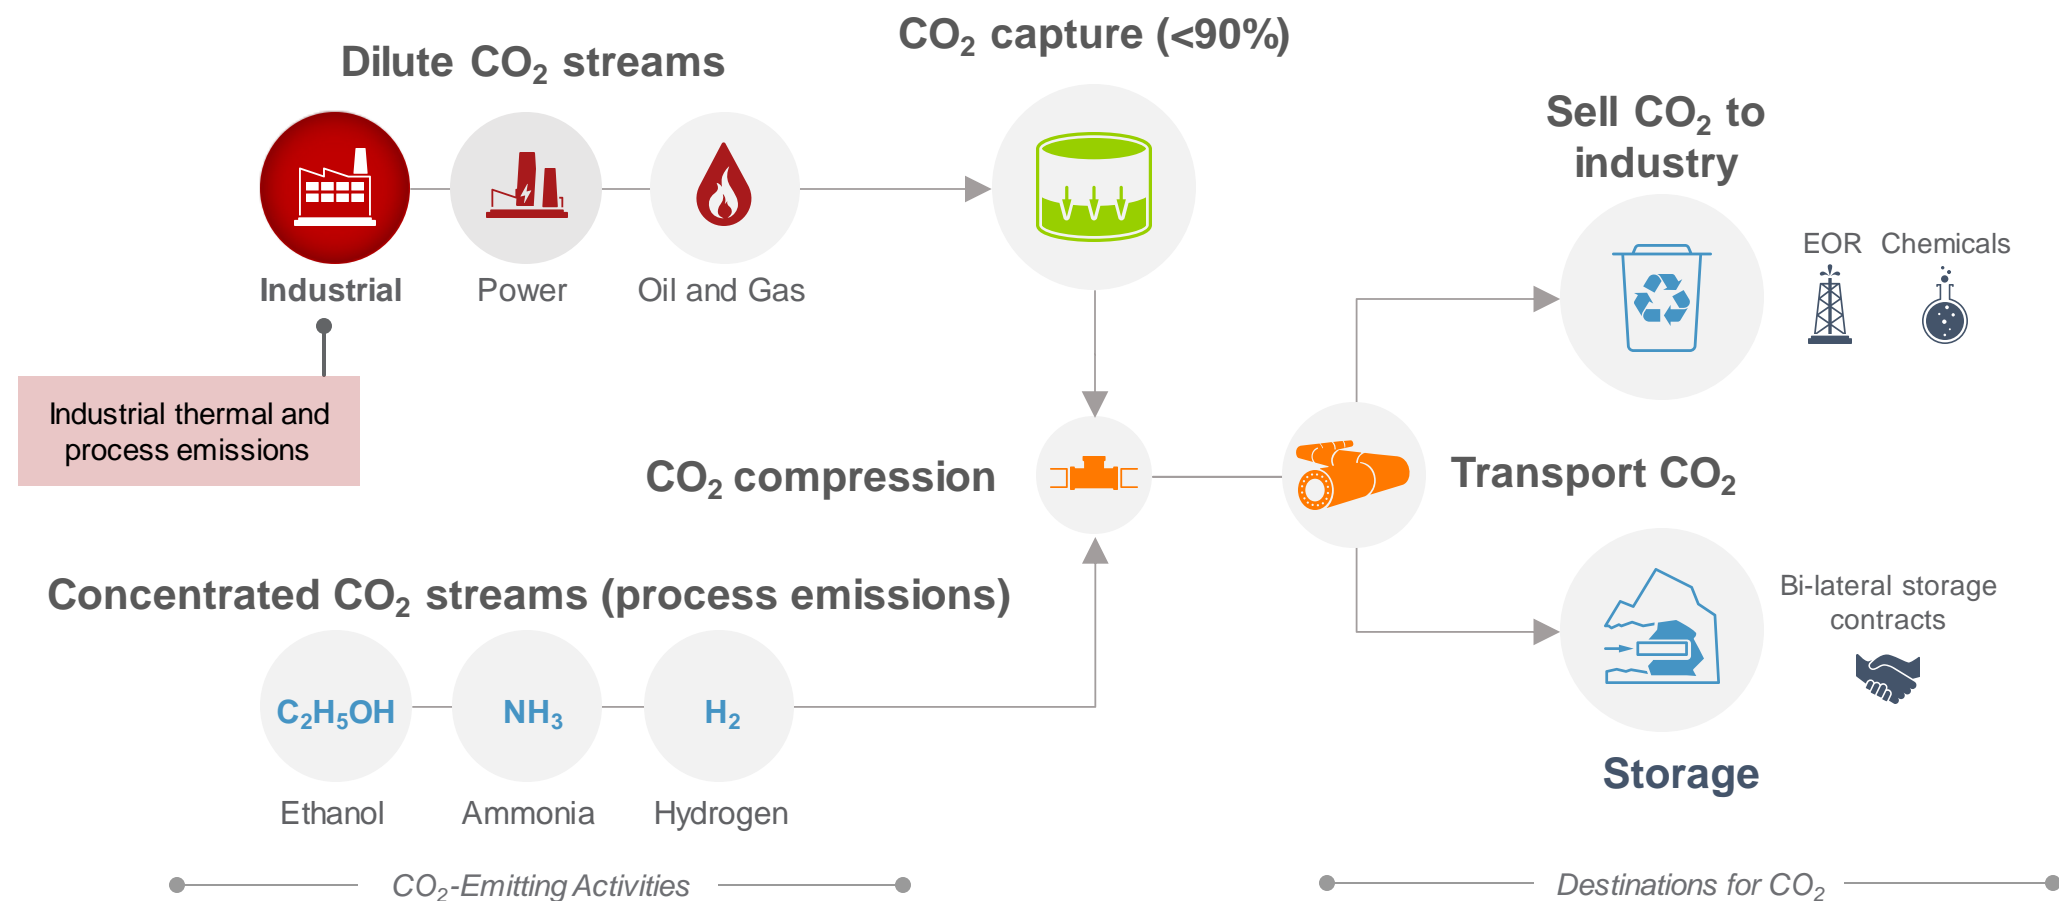 Dilute CO₂ streams
CO₂ capture (<90%)
Sell CO₂ to
industry
EOR Chemicals
Industrial
Power
Oil and Gas
Industrial thermal and
process emissions
CO₂ compression
Transport CO₂
Concentrated CO₂ streams (process emissions)
C₂H₅OH
NH₃
H₂
Ethanol
Ammonia
Hydrogen
Bi-lateral storage
contracts
Storage
CO₂-Emitting Activities
Destinations for CO₂